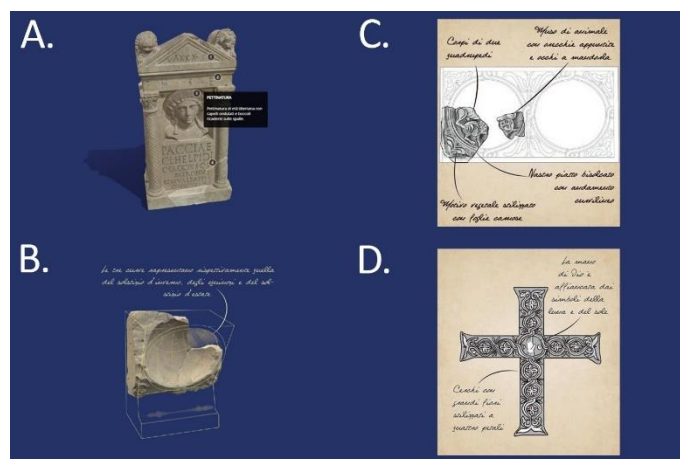 A.
PETTINATURA
Pettinatura di età tiberiana con
capelli ondulati e boccoli
ricadenti sulle spalle.
PACCIAE
B.
Le tre curve rappresentano rispettivamente quella
del solstizio d'inverno, degli equinozi e del sol-
stizio d'estate
C.
Corpi di due
quadrupedi
Muso di animale
con orecchie appuntite
e occhi a mandorla
Nastro piatto bisolcato
con andamento
curvilineo
Motivo vegetale stilizzato
con foglie carnose
D.
La mano
di Dio è
affiancata dai
simboli della
luna e del sole
Cerchi con
grandi fiori
stilizzati a
quattro petali